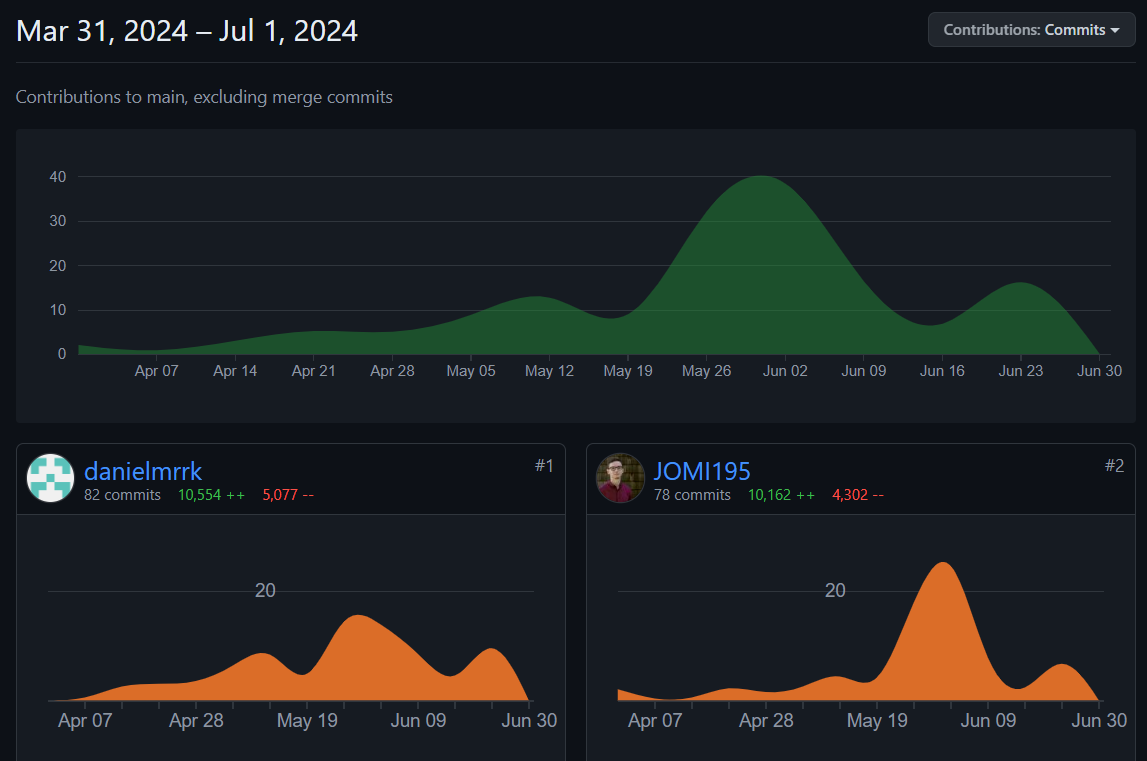 Mar 31, 2024 – Jul 1, 2024
Contributions: Commits
Contributions to main, excluding merge commits
40
30
20
10
0
Apr 07 Apr 14 Apr 21 Apr 28 May 05 May 12 May 19 May 26 Jun 02 Jun 09 Jun 16 Jun 23 Jun 30
danielmrrk #1
82 commits 10,554 ++ 5,077 --
20
Apr 07 Apr 28 May 19 Jun 09 Jun 30
JOMI195 #2
78 commits 10,162 ++ 4,302 --
20
Apr 07 Apr 28 May 19 Jun 09 Jun 30